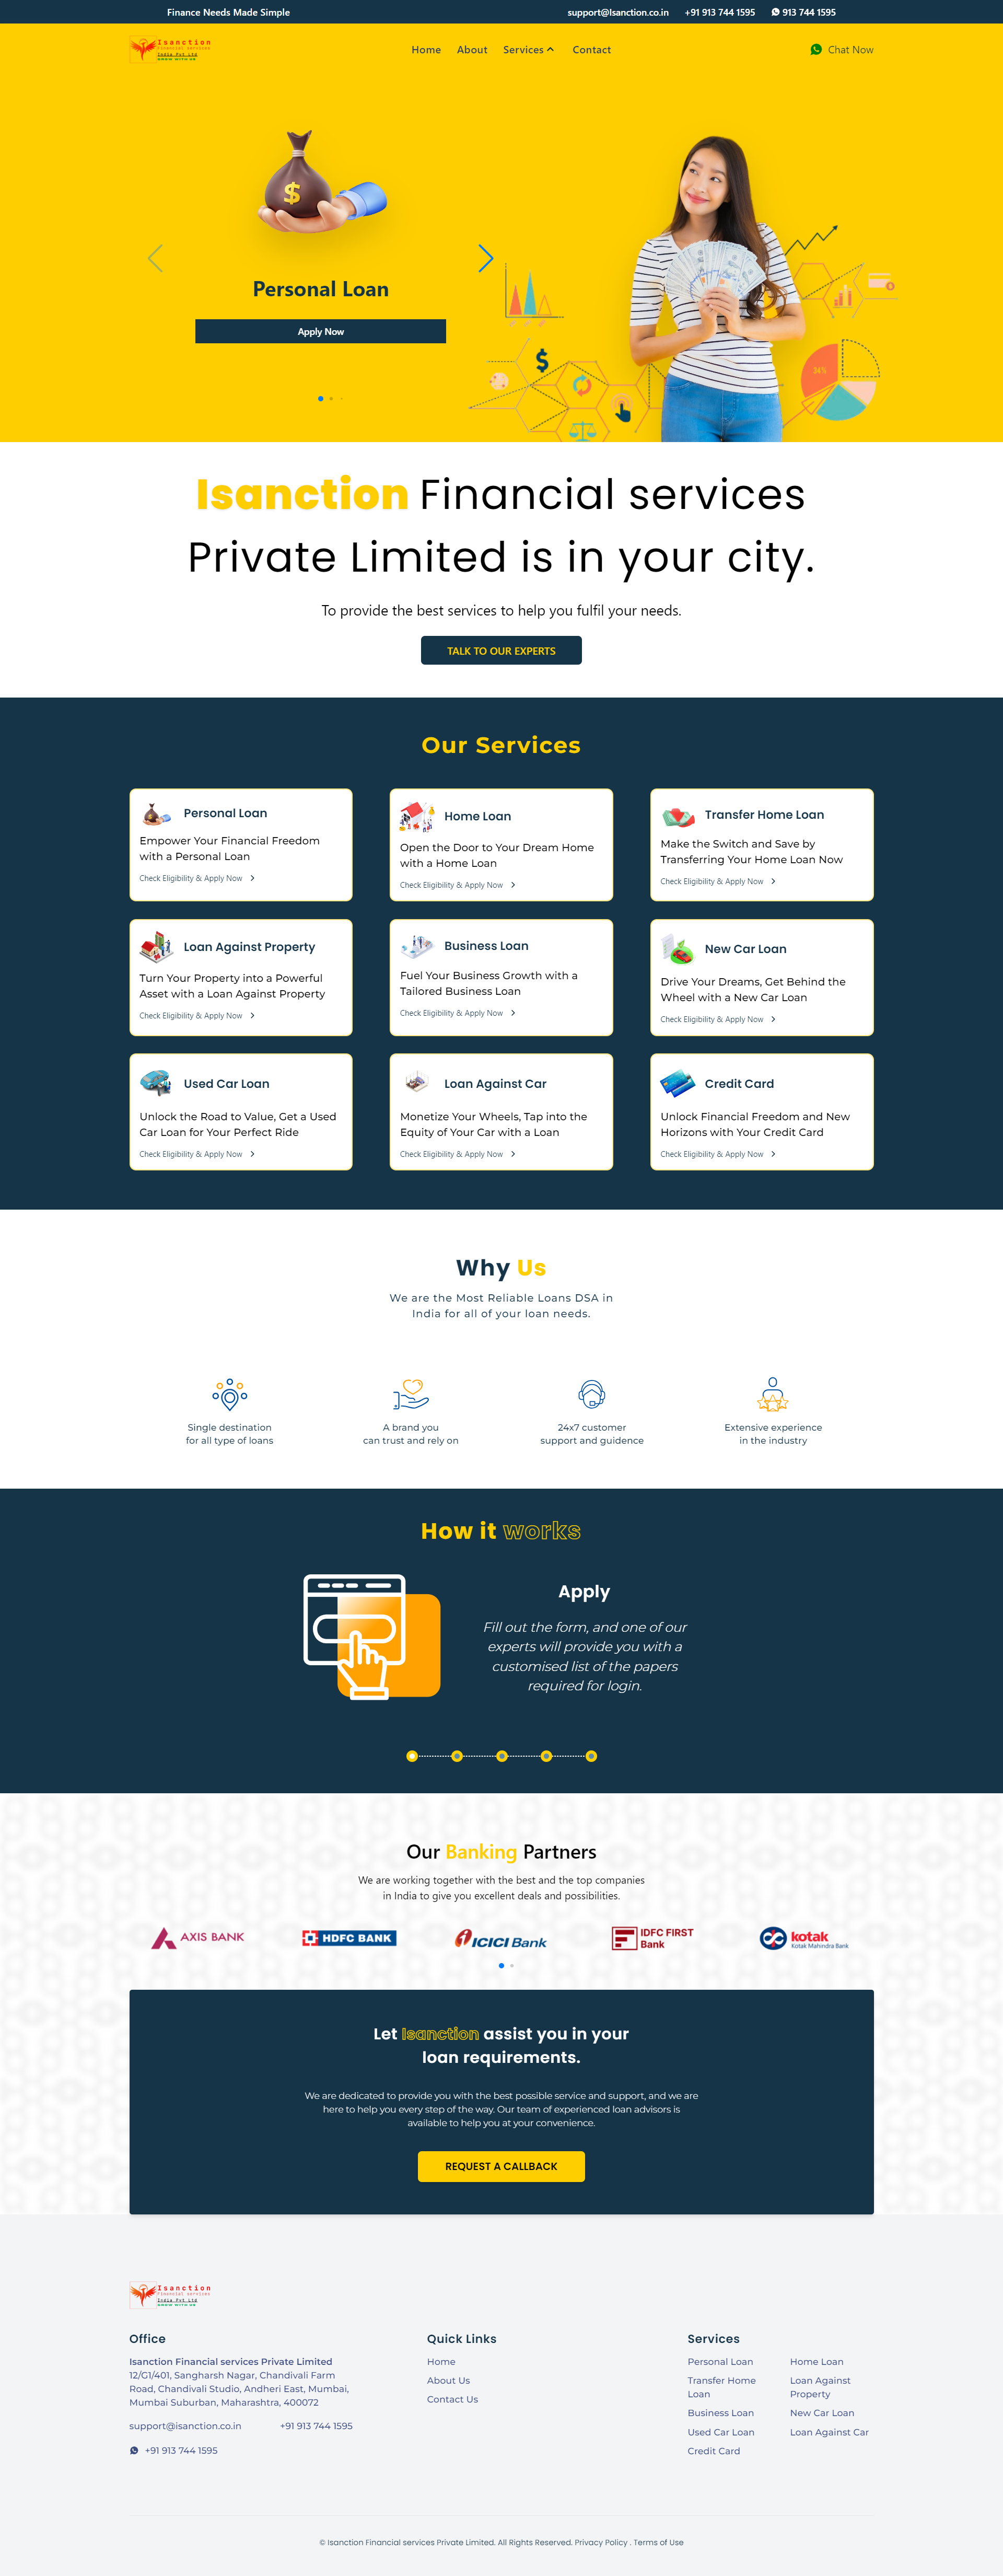 Finance Needs Made Simple
support@Isanction.co.in +91 913 744 1595 913 744 1595
Isanction
Financial services
India Pvt Ltd
GROW WITH US
Home About Services Contact
Chat Now
$
Personal Loan
Apply Now
$
34%
Isanction Financial services
Private Limited is in your city.
To provide the best services to help you fulfil your needs.
TALK TO OUR EXPERTS
Our Services
Personal Loan
Empower Your Financial Freedom
with a Personal Loan
Check Eligibility & Apply Now
Home Loan
Open the Door to Your Dream Home
with a Home Loan
Check Eligibility & Apply Now
Transfer Home Loan
Make the Switch and Save by
Transferring Your Home Loan Now
Check Eligibility & Apply Now
Loan Against Property
Turn Your Property into a Powerful
Asset with a Loan Against Property
Check Eligibility & Apply Now
Business Loan
Fuel Your Business Growth with a
Tailored Business Loan
Check Eligibility & Apply Now
New Car Loan
Drive Your Dreams, Get Behind the
Wheel with a New Car Loan
Check Eligibility & Apply Now
Used Car Loan
Unlock the Road to Value, Get a Used
Car Loan for Your Perfect Ride
Check Eligibility & Apply Now
Loan Against Car
Monetize Your Wheels, Tap into the
Equity of Your Car with a Loan
Check Eligibility & Apply Now
Credit Card
Unlock Financial Freedom and New
Horizons with Your Credit Card
Check Eligibility & Apply Now
Why Us
We are the Most Reliable Loans DSA in
India for all of your loan needs.
Single destination
for all type of loans
A brand you
can trust and rely on
24x7 customer
support and guidence
Extensive experience
in the industry
How it works
Apply
Fill out the form, and one of our
experts will provide you with a
customised list of the papers
required for login.
Our Banking Partners
We are working together with the best and the top companies
in India to give you excellent deals and possibilities.
AXIS BANK
HDFC BANK
ICICI Bank
IDFC FIRST
Bank
kotak
Kotak Mahindra Bank
Let Isanction assist you in your
loan requirements.
We are dedicated to provide you with the best possible service and support, and we are
here to help you every step of the way. Our team of experienced loan advisors is
available to help you at your convenience.
REQUEST A CALLBACK
Isanction
Financial services
India Pvt Ltd
GROW WITH US
Office
Isanction Financial services Private Limited
12/G1/401, Sangharsh Nagar, Chandivali Farm
Road, Chandivali Studio, Andheri East, Mumbai,
Mumbai Suburban, Maharashtra, 400072
support@isanction.co.in +91 913 744 1595
+91 913 744 1595
Quick Links
Home
About Us
Contact Us
Services
Personal Loan
Home Loan
Transfer Home
Loan
Loan Against
Property
Business Loan
New Car Loan
Used Car Loan
Loan Against Car
Credit Card
© Isanction Financial services Private Limited. All Rights Reserved. Privacy Policy . Terms of Use